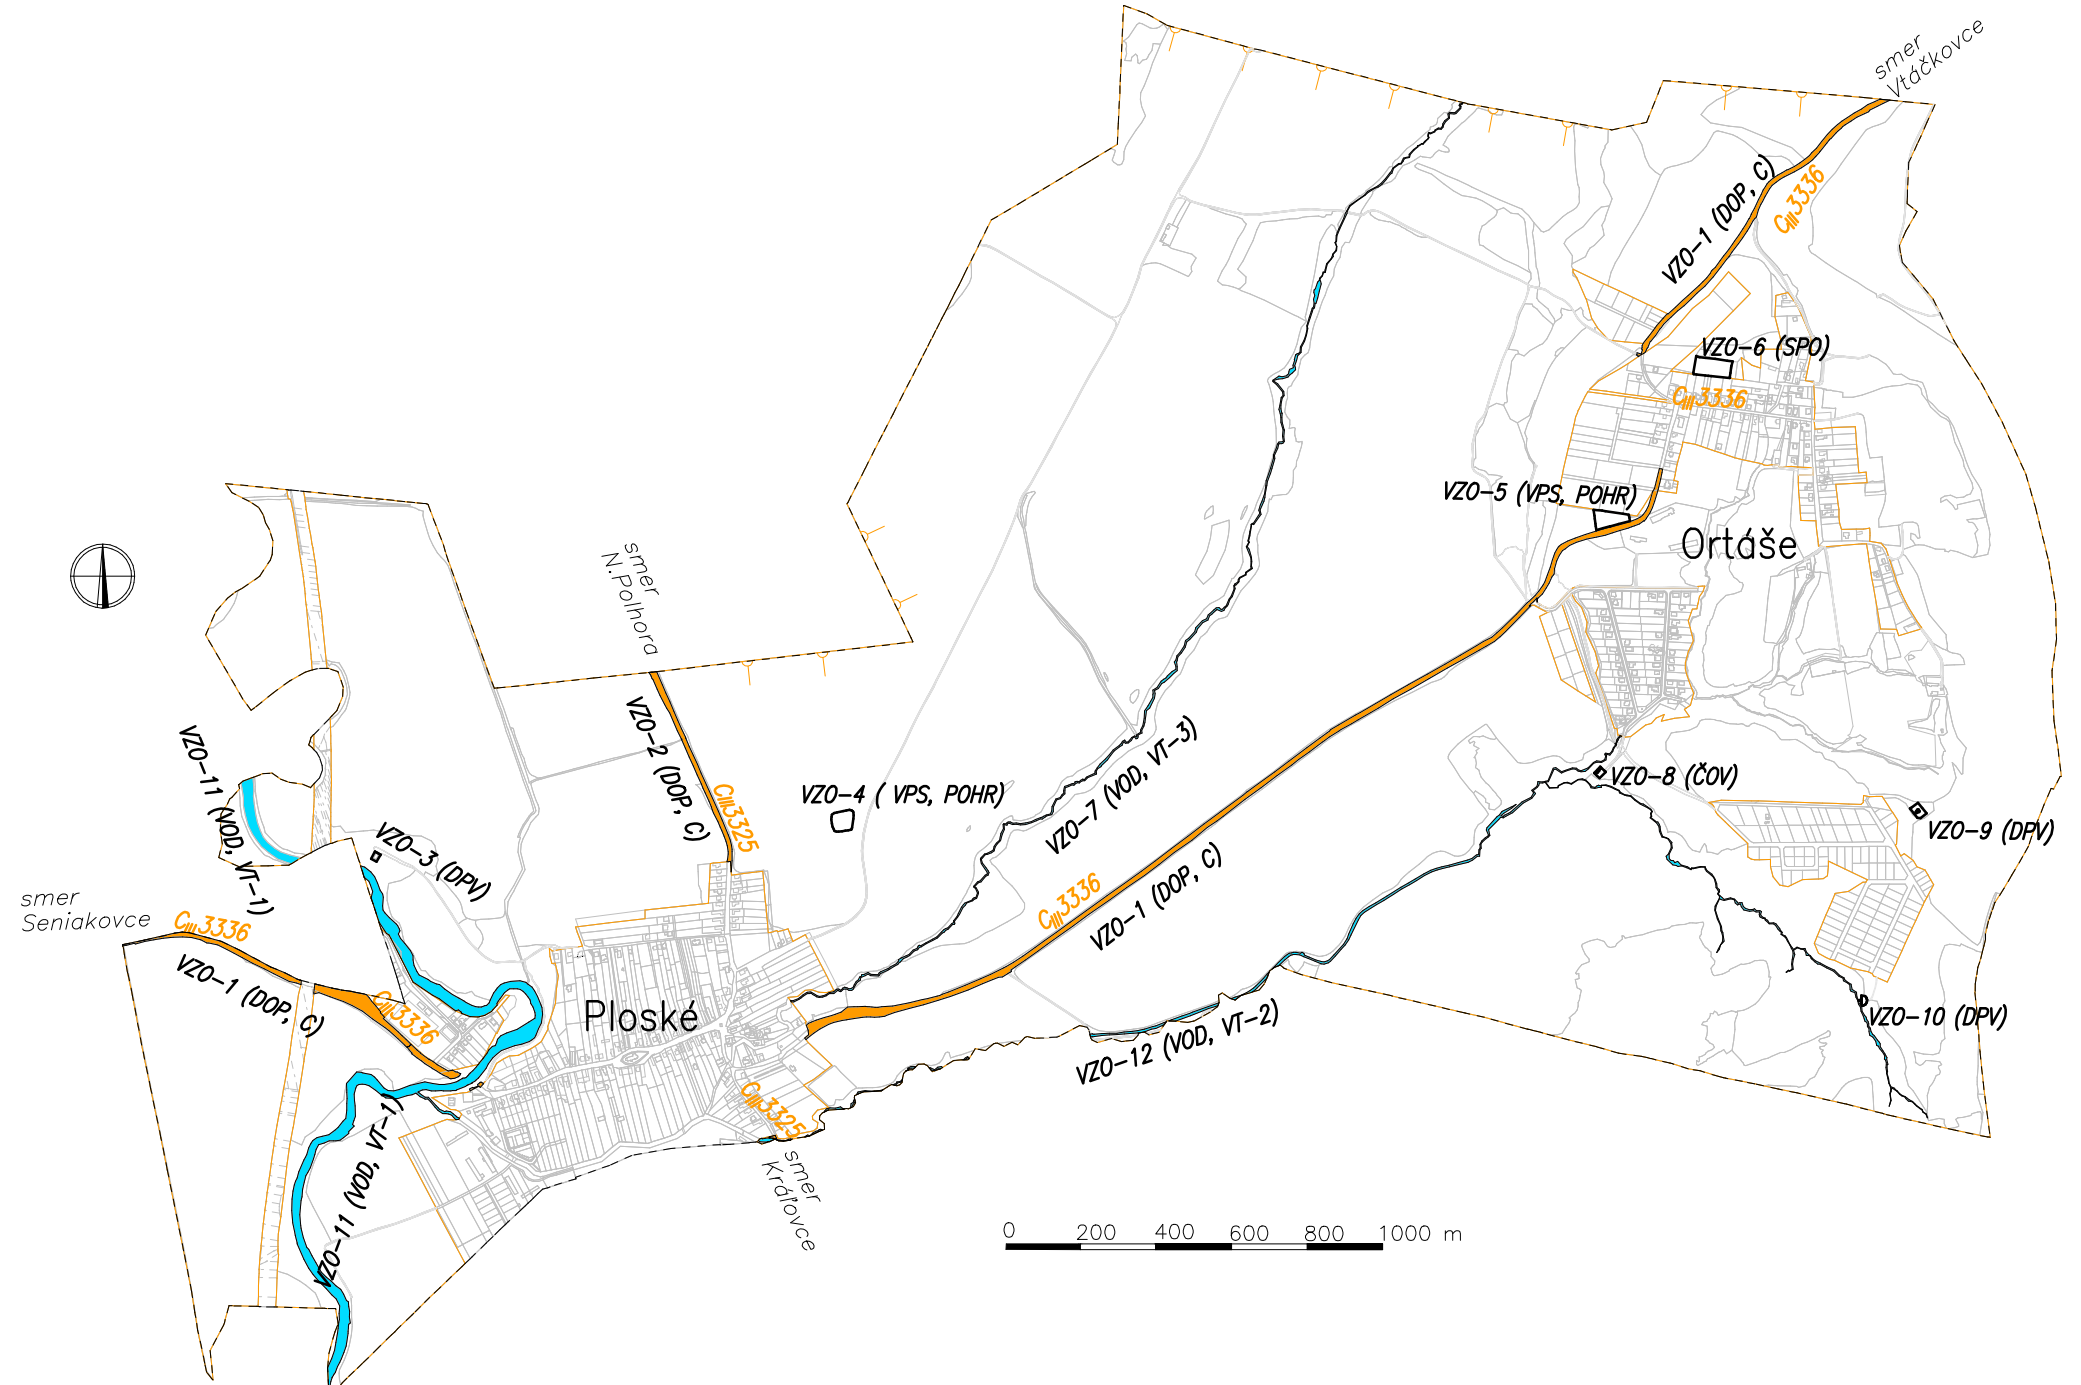 smer
Vtáčkovce
VZO-1 (DOP, C)
CIII3336
VZO-6 (SPO)
CIII3336
VZO-5 (VPS, POHR)
Ortáše
smer
N.Polhora
VZO-2 (DOP, C)
CIII3325
VZO-4 ( VPS, POHR)
VZO-7 (VOD, VT-3)
VZO-8 (ČOV)
VZO-9 (DPV)
VZO-11 (VOD, VT-1)
VZO-3 (DPV)
smer
Seniakovce
CIII3336
VZO-1 (DOP, C)
CIII3336
CIII3336
VZO-1 (DOP, C)
Ploské
VZO-10 (DPV)
VZO-12 (VOD, VT-2)
CIII3325
smer
Kráľovce
VZO-11 (VOD, VT-1)
0 200 400 600 800 1000 m